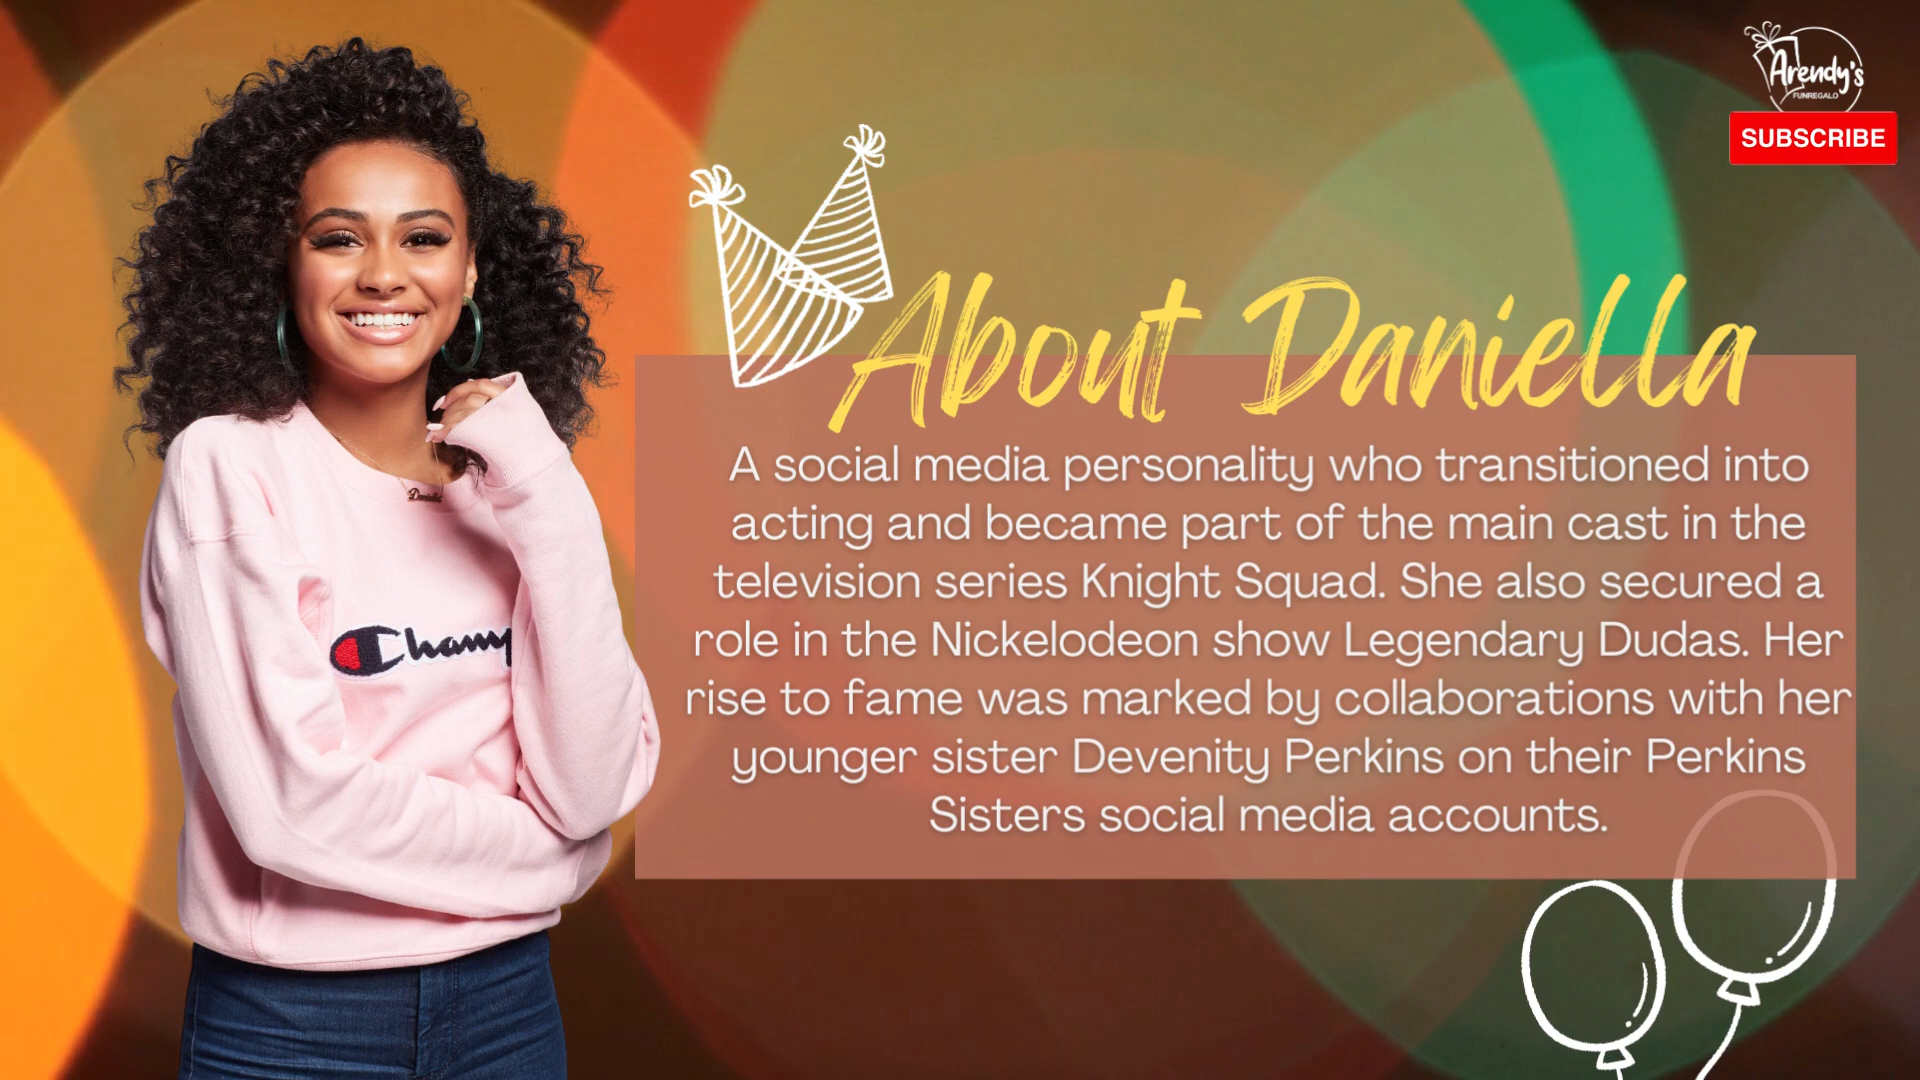 Arendy's
FUNREGALO
SUBSCRIBE
About Daniella
A social media personality who transitioned into
acting and became part of the main cast in the
television series Knight Squad. She also secured a
role in the Nickelodeon show Legendary Dudas. Her
rise to fame was marked by collaborations with her
younger sister Devenity Perkins on their Perkins
Sisters social media accounts.
Champ